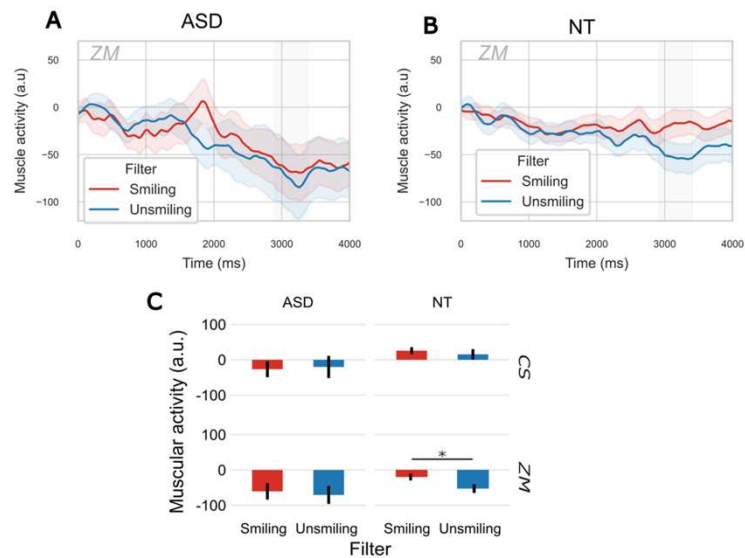 A
ASD
ZM
Muscle activity (a.u)
50
0
−50
−100
Filter
Smiling
Unsmiling
0
1000
2000
3000
4000
Time (ms)
B
NT
ZM
Muscle activity (a.u)
50
0
−50
−100
Filter
Smiling
Unsmiling
0
1000
2000
3000
4000
Time (ms)
C
ASD
NT
Muscular activity (a.u.)
100
0
-100
CS
100
0
-100
*
ZM
Smiling Unsmiling
Smiling Unsmiling
Filter